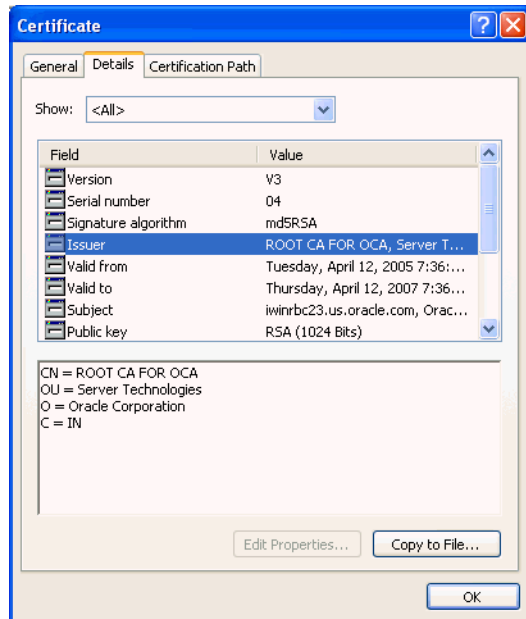 Certificate
General Details Certification Path
Show: <All>
Field Value
Version V3
Serial number 04
Signature algorithm md5RSA
Issuer ROOT CA FOR OCA, Server T...
Valid from Tuesday, April 12, 2005 7:36:...
Valid to Thursday, April 12, 2007 7:36...
Subject iwinrbc23.us.oracle.com, Orac...
Public key RSA (1024 Bits)
CN = ROOT CA FOR OCA
OU = Server Technologies
O = Oracle Corporation
C = IN
Edit Properties... Copy to File...
OK